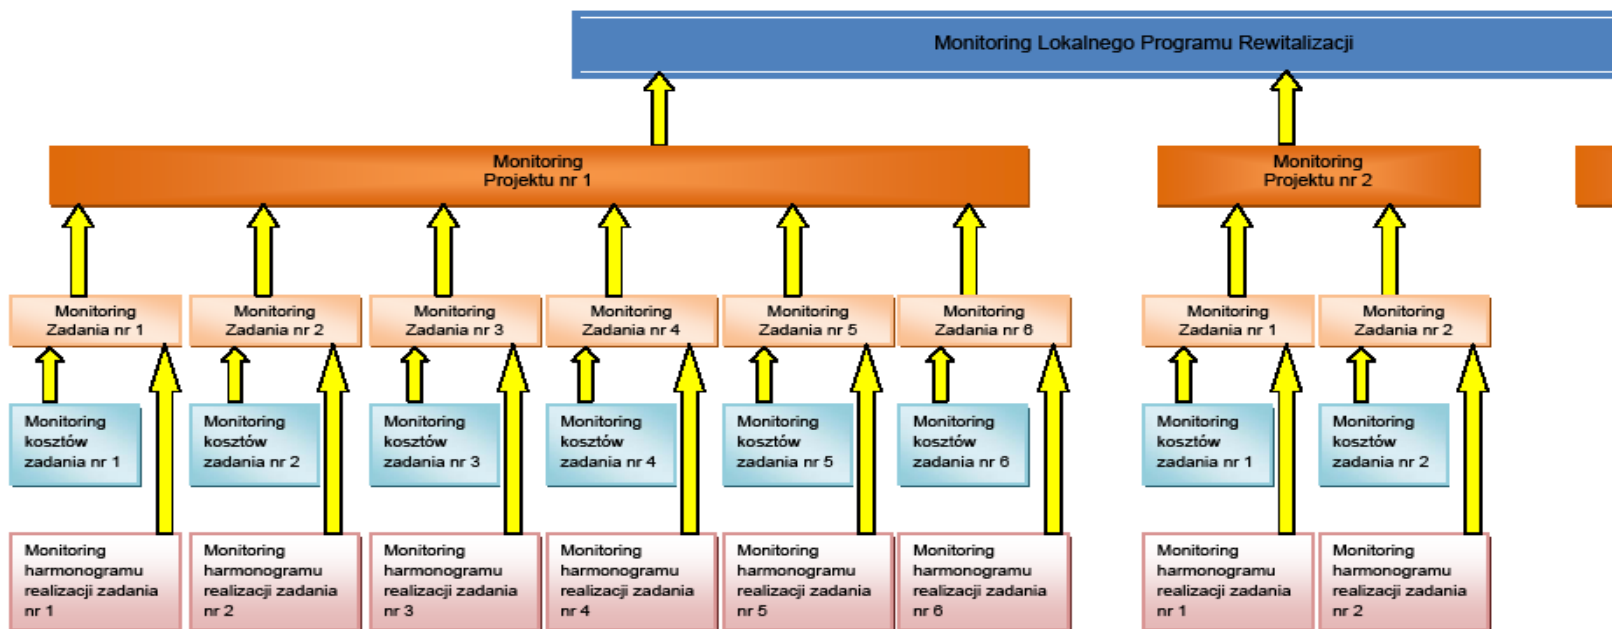 Monitoring Lokalnego Programu Rewitalizacji
Monitoring
Projektu nr 1
Monitoring
Projektu nr 2
Monitoring
Zadania nr 1
Monitoring
Zadania nr 2
Monitoring
Zadania nr 3
Monitoring
Zadania nr 4
Monitoring
Zadania nr 5
Monitoring
Zadania nr 6
Monitoring
Zadania nr 1
Monitoring
Zadania nr 2
Monitoring
kosztów
zadania nr 1
Monitoring
kosztów
zadania nr 2
Monitoring
kosztów
zadania nr 3
Monitoring
kosztów
zadania nr 4
Monitoring
kosztów
zadania nr 5
Monitoring
kosztów
zadania nr 6
Monitoring
kosztów
zadania nr 1
Monitoring
kosztów
zadania nr 2
Monitoring
harmonogramu
realizacji zadania
nr 1
Monitoring
harmonogramu
realizacji zadania
nr 2
Monitoring
harmonogramu
realizacji zadania
nr 3
Monitoring
harmonogramu
realizacji zadania
nr 4
Monitoring
harmonogramu
realizacji zadania
nr 5
Monitoring
harmonogramu
realizacji zadania
nr 6
Monitoring
harmonogramu
realizacji zadania
nr 1
Monitoring
harmonogramu
realizacji zadania
nr 2